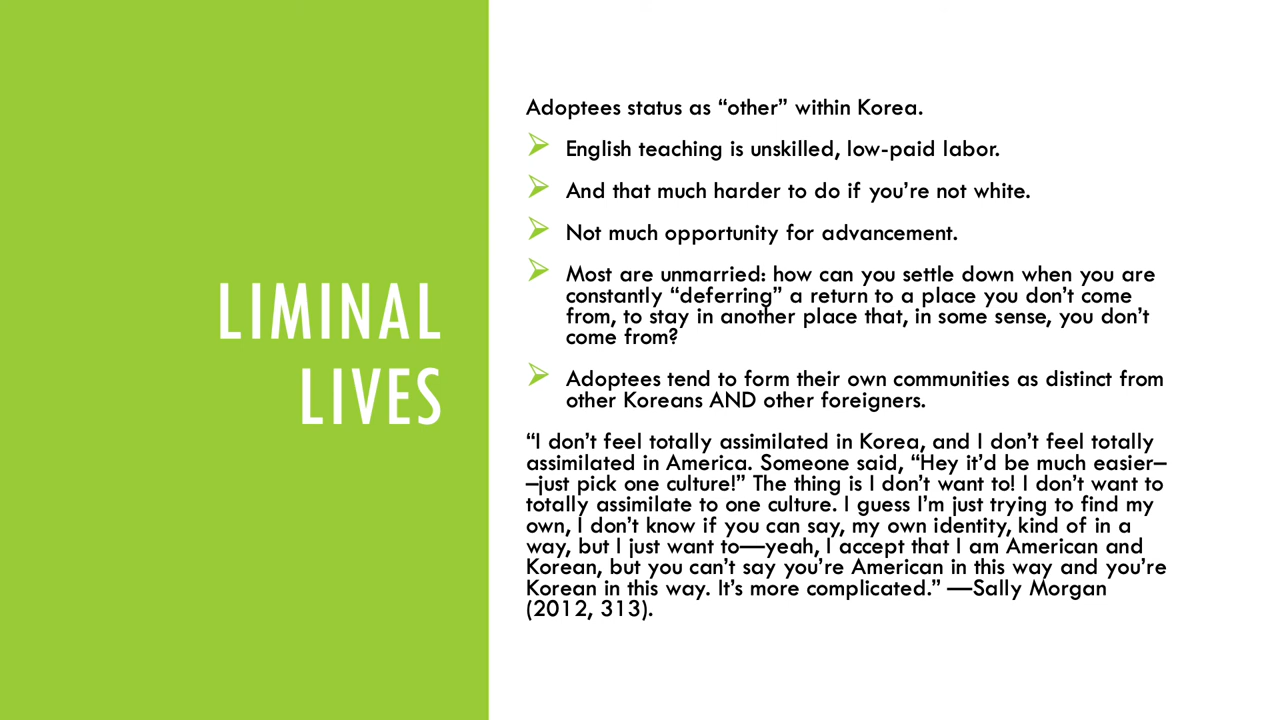 LIMINAL
LIVES
Adoptees status as “other” within Korea.
English teaching is unskilled, low-paid labor.
And that much harder to do if you’re not white.
Not much opportunity for advancement.
Most are unmarried: how can you settle down when you are
constantly “deferring” a return to a place you don’t come
from, to stay in another place that, in some sense, you don’t
come from?
Adoptees tend to form their own communities as distinct from
other Koreans AND other foreigners.
“I don’t feel totally assimilated in Korea, and I don’t feel totally
assimilated in America. Someone said, “Hey it’d be much easier–
–just pick one culture!” The thing is I don’t want to! I don’t want to
totally assimilate to one culture. I guess I’m just trying to find my
own, I don’t know if you can say, my own identity, kind of in a
way, but I just want to—yeah, I accept that I am American and
Korean, but you can’t say you’re American in this way and you’re
Korean in this way. It’s more complicated.” —Sally Morgan
(2012, 313).